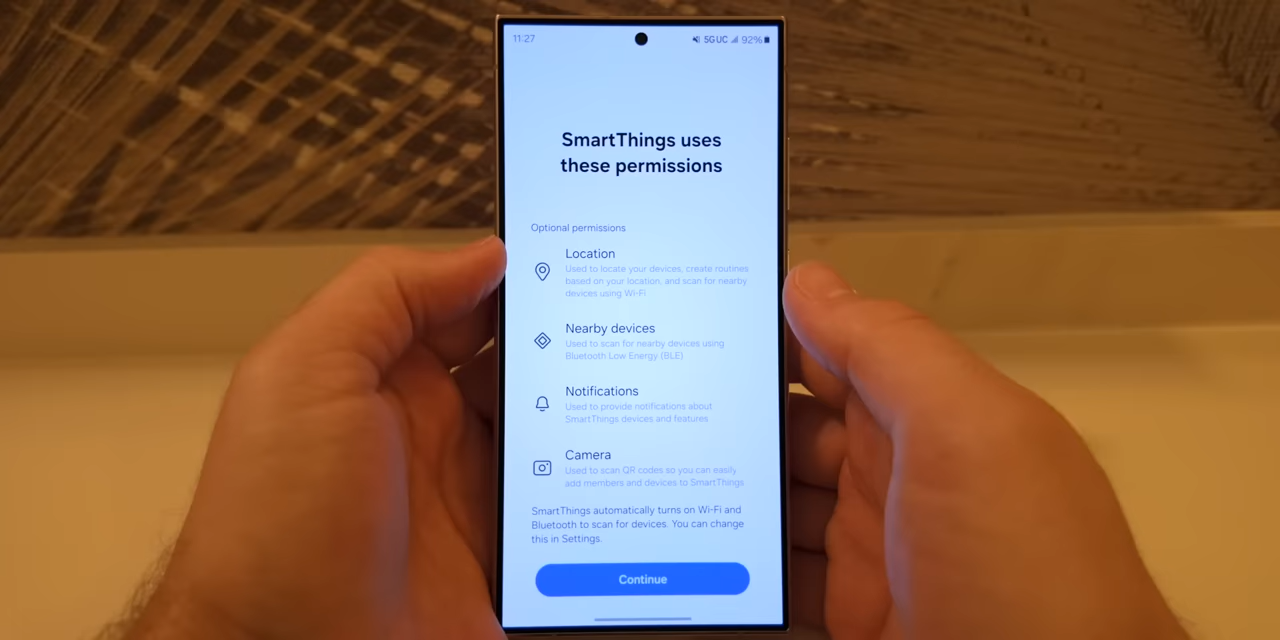 11:27
5G UC 92%
SmartThings uses
these permissions
Optional permissions
Location
Used to locate your devices, create routines
based on your location, and scan for nearby
devices using Wi-Fi
Nearby devices
Used to scan for nearby devices using
Bluetooth Low Energy (BLE)
Notifications
Used to provide notifications about
SmartThings devices and features
Camera
Used to scan QR codes so you can easily
add members and devices to SmartThings
SmartThings automatically turns on Wi-Fi and
Bluetooth to scan for devices. You can change
this in Settings.
Continue